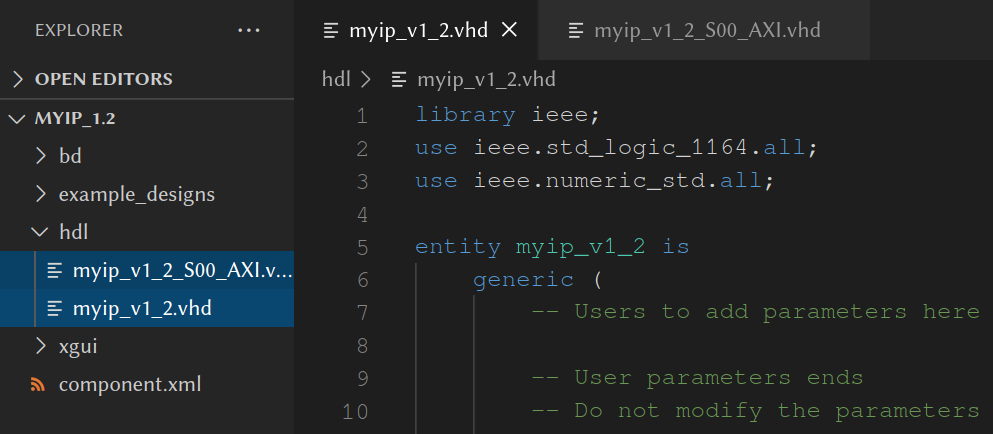 EXPLORER ...
OPEN EDITORS
MYIP_1.2
bd
example_designs
hdl
myip_v1_2_S00_AXI.v...
myip_v1_2.vhd
xgui
component.xml
myip_v1_2.vhd
myip_v1_2_S00_AXI.vhd
hdl > myip_v1_2.vhd
1 library ieee;
2 use ieee.std_logic_1164.all;
3 use ieee.numeric_std.all;
4
5 entity myip_v1_2 is
6 generic (
7 -- Users to add parameters here
8
9 -- User parameters ends
10 -- Do not modify the parameters